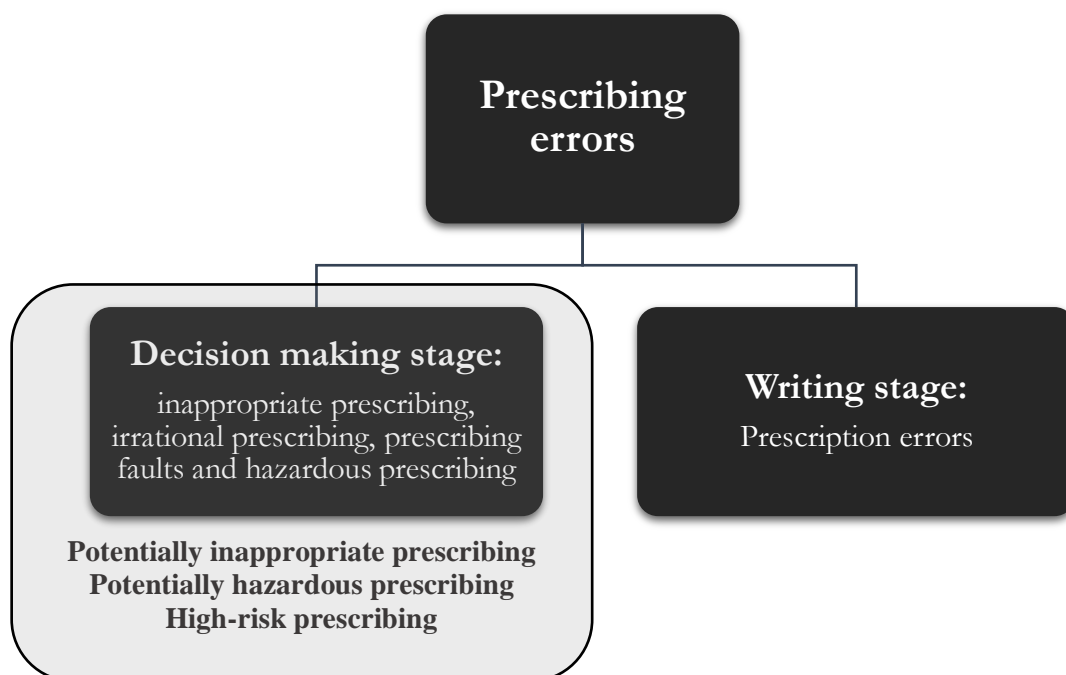 Prescribing
errors
Decision making stage:
inappropriate prescribing,
irrational prescribing, prescribing
faults and hazardous prescribing
Potentially inappropriate prescribing
Potentially hazardous prescribing
High-risk prescribing
Writing stage:
Prescription errors